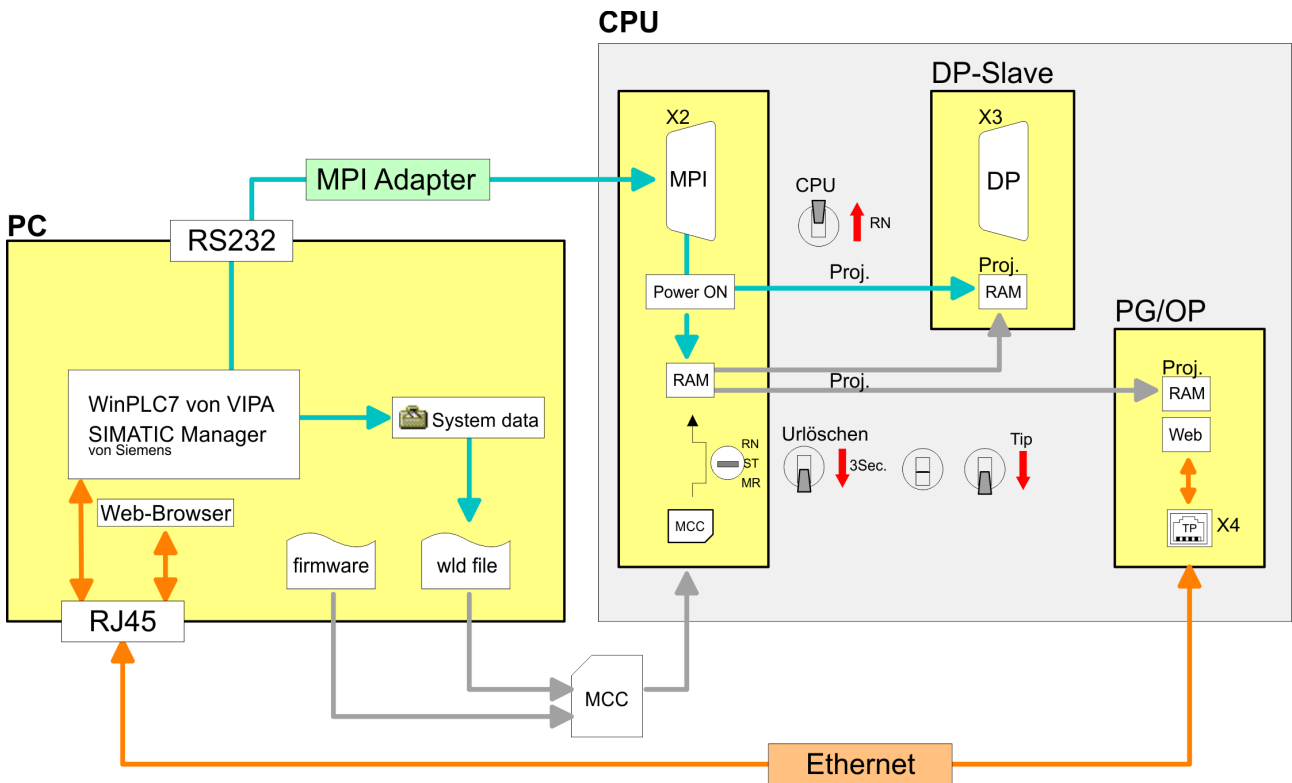 CPU
DP-Slave
X2
X3
MPI Adapter
MPI
CPU
DP
RN
PC
RS232
Proj.
Proj.
Power ON
RAM
PG/OP
Proj.
RAM
Proj.
RAM
WinPLC7 von VIPA
SIMATIC Manager
von Siemens
System data
Web
RN
ST
MR
Urlöschen
3Sec.
Tip
Web-Browser
MCC
TP
X4
firmware
wld file
RJ45
MCC
Ethernet